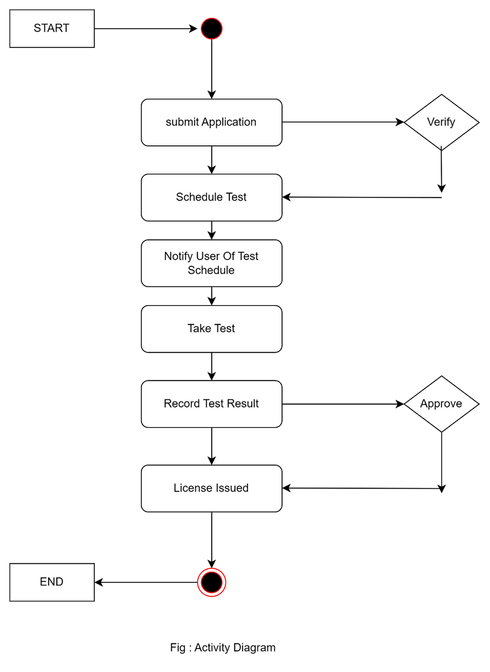 START
submit Application
Verify
Schedule Test
Notify User Of Test
Schedule
Take Test
Record Test Result
Approve
License Issued
END
Fig : Activity Diagram